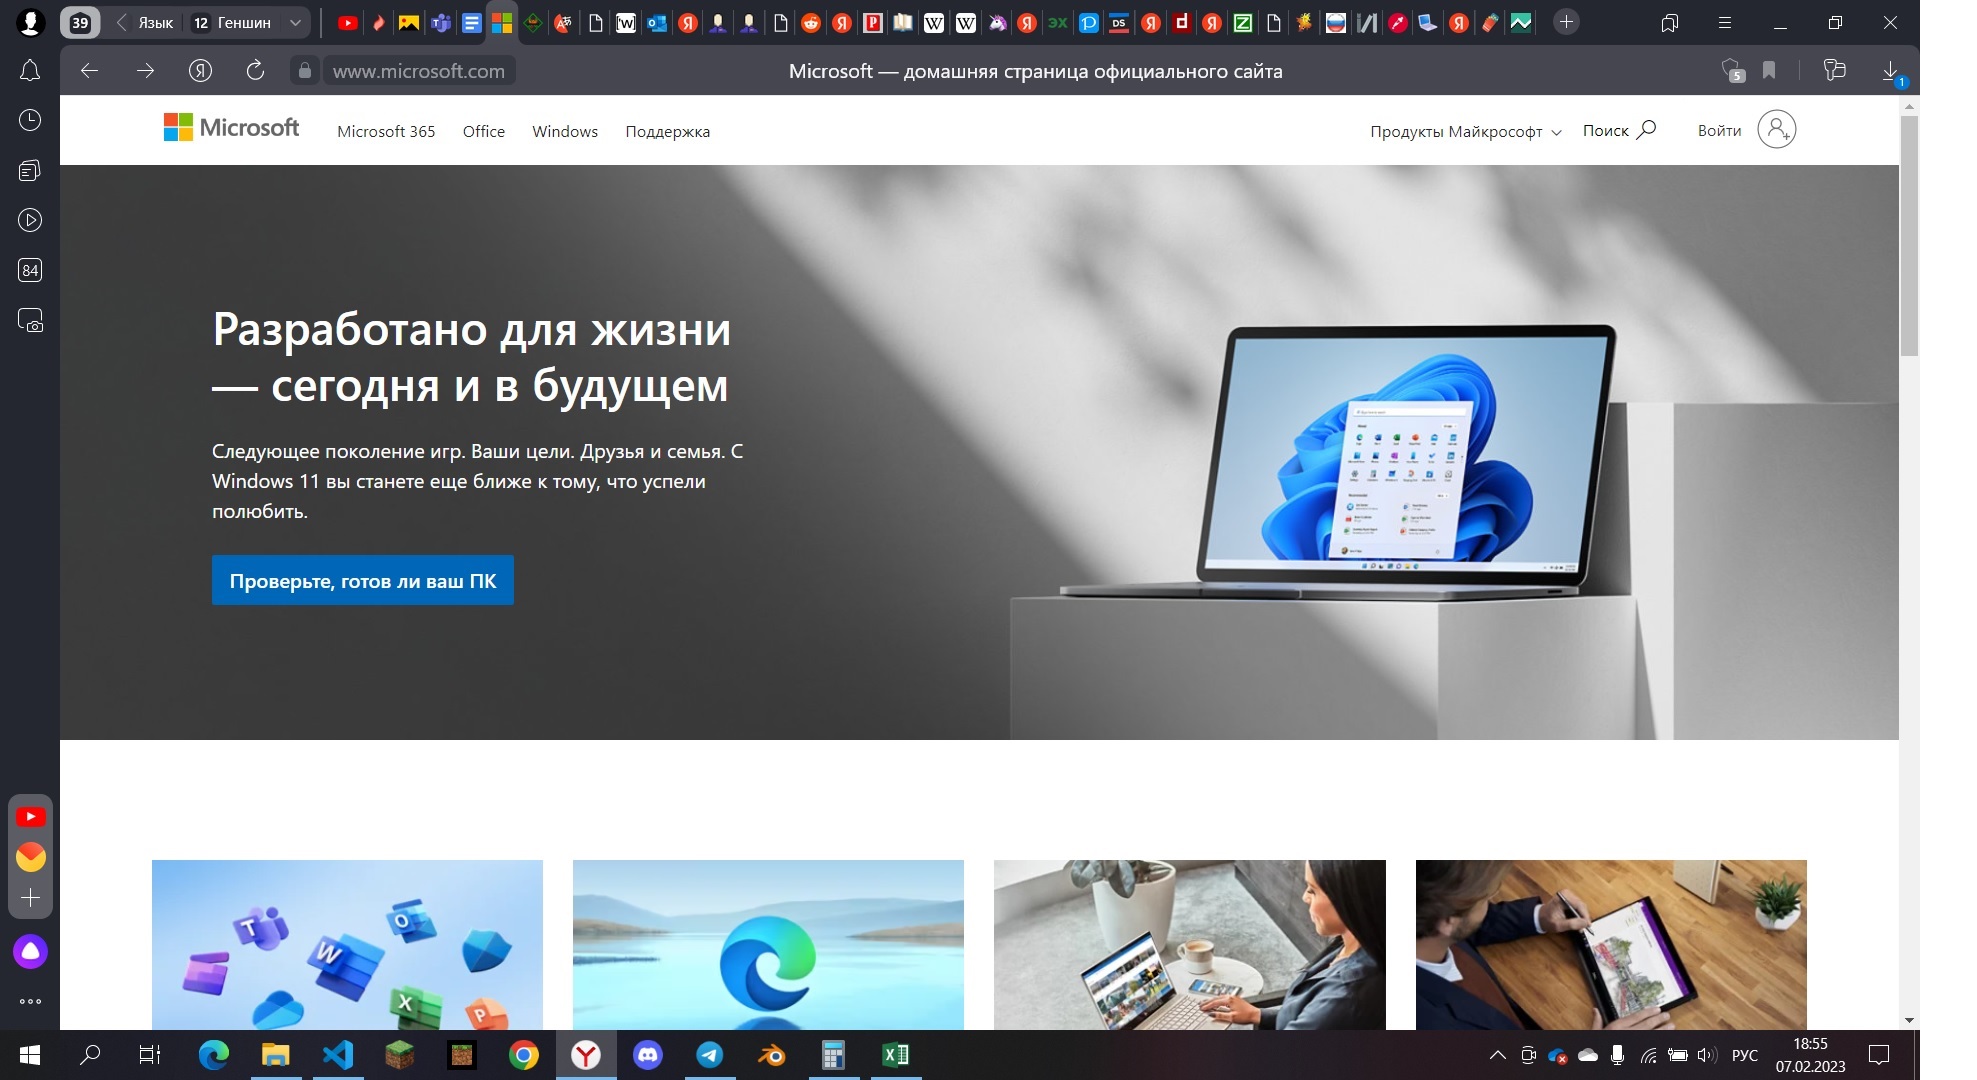 39
Язык
12 Геншин
www.microsoft.com
Microsoft — домашняя страница официального сайта
5
1
84
Microsoft
Microsoft 365
Office
Windows
Поддержка
Продукты Майкрософт
Поиск
Войти
Разработано для жизни
— сегодня и в будущем
Следующее поколение игр. Ваши цели. Друзья и семья. С
Windows 11 вы станете еще ближе к тому, что успели
полюбить.
Проверьте, готов ли ваш ПК
РУС
18:55
07.02.2023